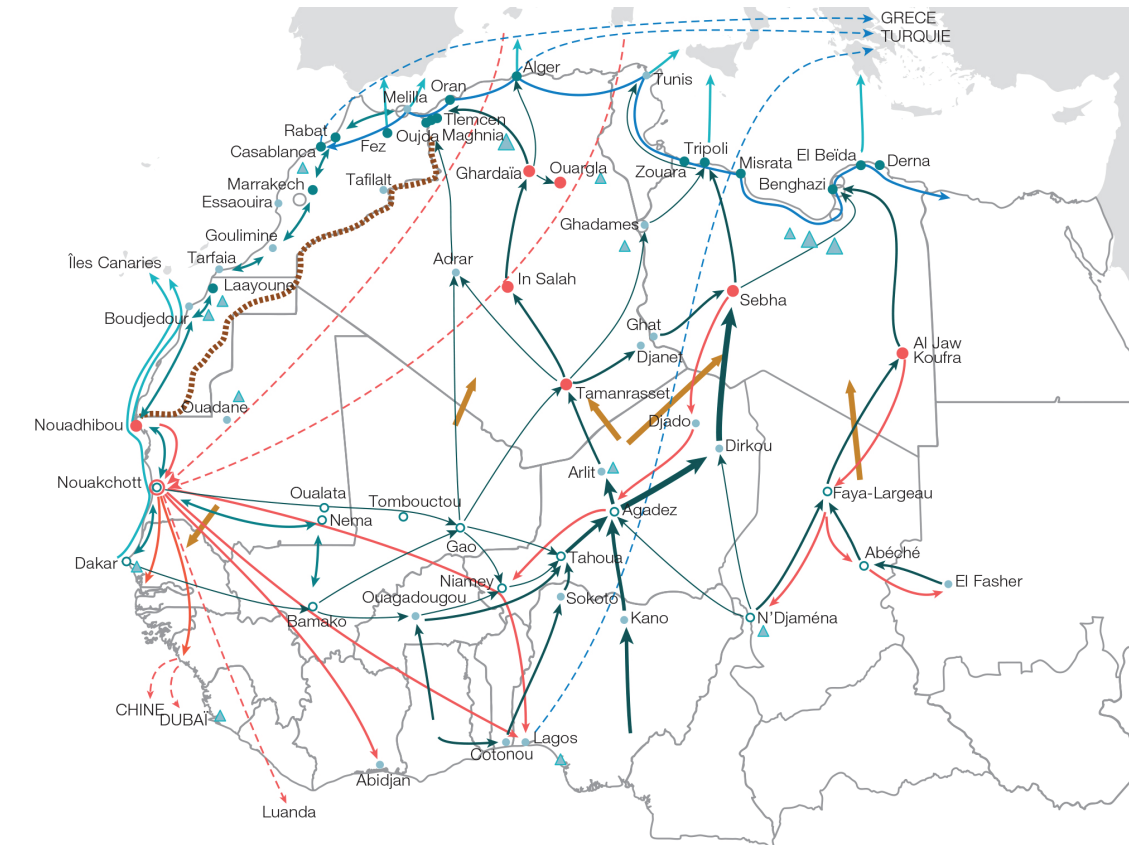 GRECE
TURQUIE
Alger
Tunis
Oran
Melilla
Tlemcen
Rabat
Oujda
Maghnia
Casablanca
Fez
Tripoli
Zouara
Misrata
El Beïda
Derna
Benghazi
Ghardaïa
Ouargla
Marrakech
Tafilalt
Essaouira
Ghadames
Goulimine
Tarfaia
Îles Canaries
Adrar
In Salah
Laayoune
Sebha
Boudjedour
Ghat
Djanet
Al Jaw
Koufra
Tamanrasset
Ouadane
Nouadhibou
Djado
Dirkou
Arlit
Nouakchott
Oualata
Tombouctou
Faya-Largeau
Nema
Agadez
Gao
Dakar
Tahoua
Abéché
Niamey
El Fasher
Ouagadougou
Sokoto
Bamako
Kano
N'Djaména
CHINE
DUBAÏ
Lagos
Cotonou
Abidjan
Luanda